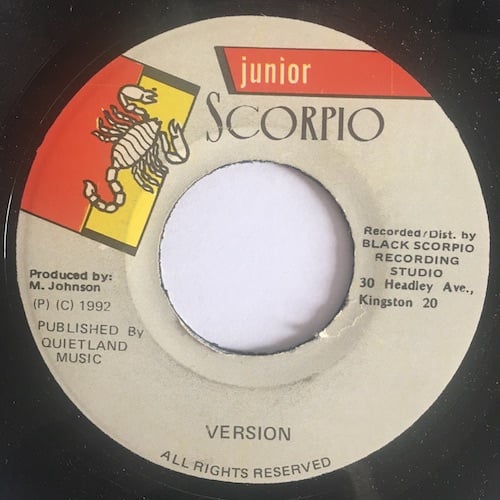 junior
SCORPIO
Recorded/Dist. by
BLACK SCORPIO
RECORDING
STUDIO
30 Headley Ave.,
Kingston 20
Produced by:
M. Johnson
(P) (C) 1992
PUBLISHED By
QUIETLAND
MUSIC
VERSION
ALL RIGHTS RESERVED